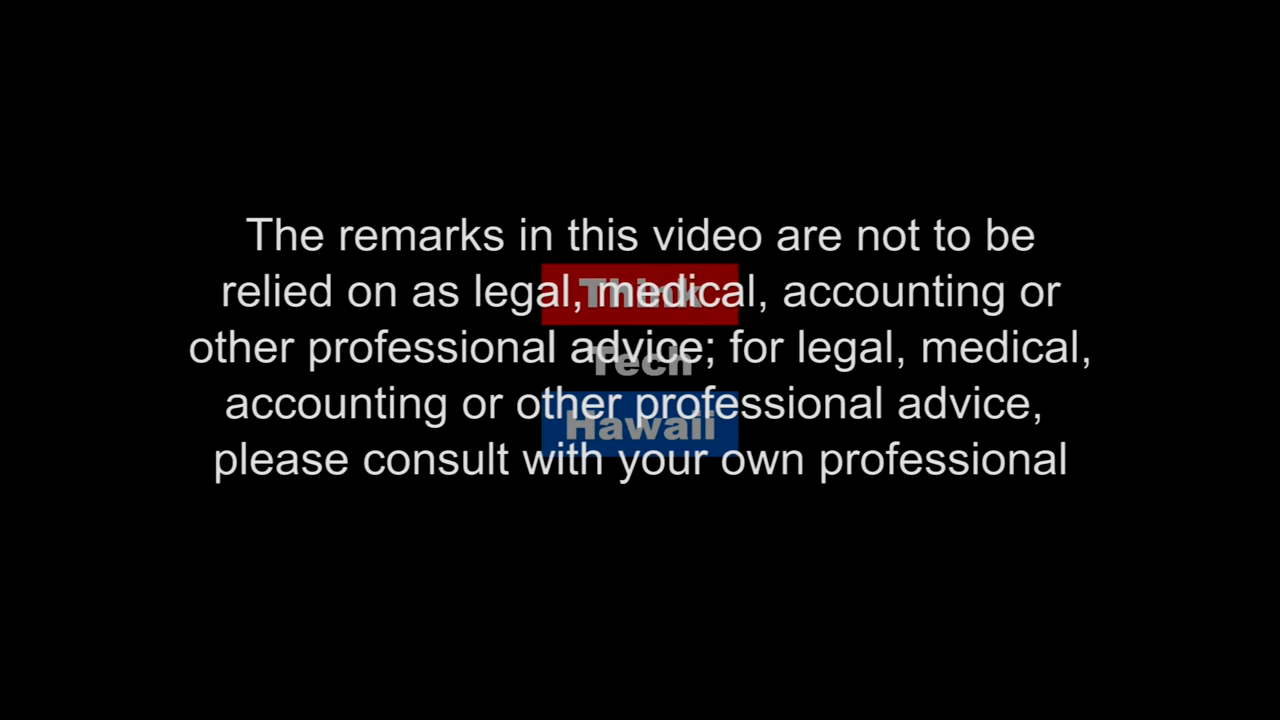 The remarks in this video are not to be
relied on as legal, medical, accounting or
other professional advice; for legal, medical,
accounting or other professional advice,
please consult with your own professional
Think
Tech
Hawaii